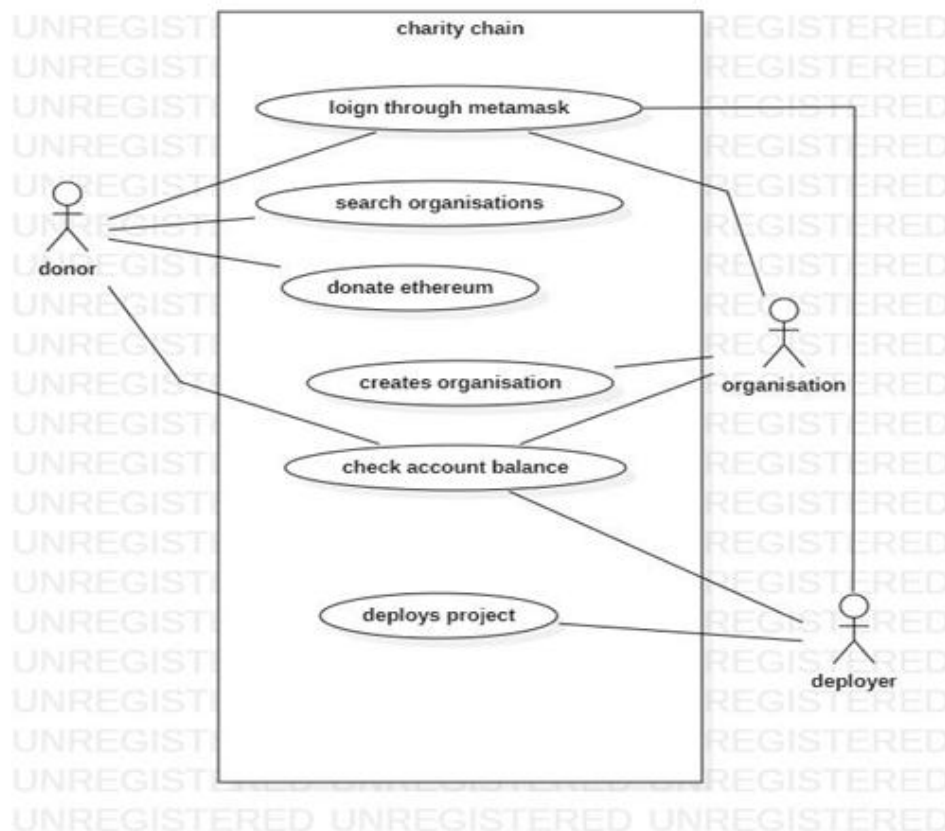 charity chain
loign through metamask
search organisations
donor
donate ethereum
creates organisation
organisation
check account balance
deploys project
deployer
UNREGISTERED UNREGISTERED UNREGISTERED